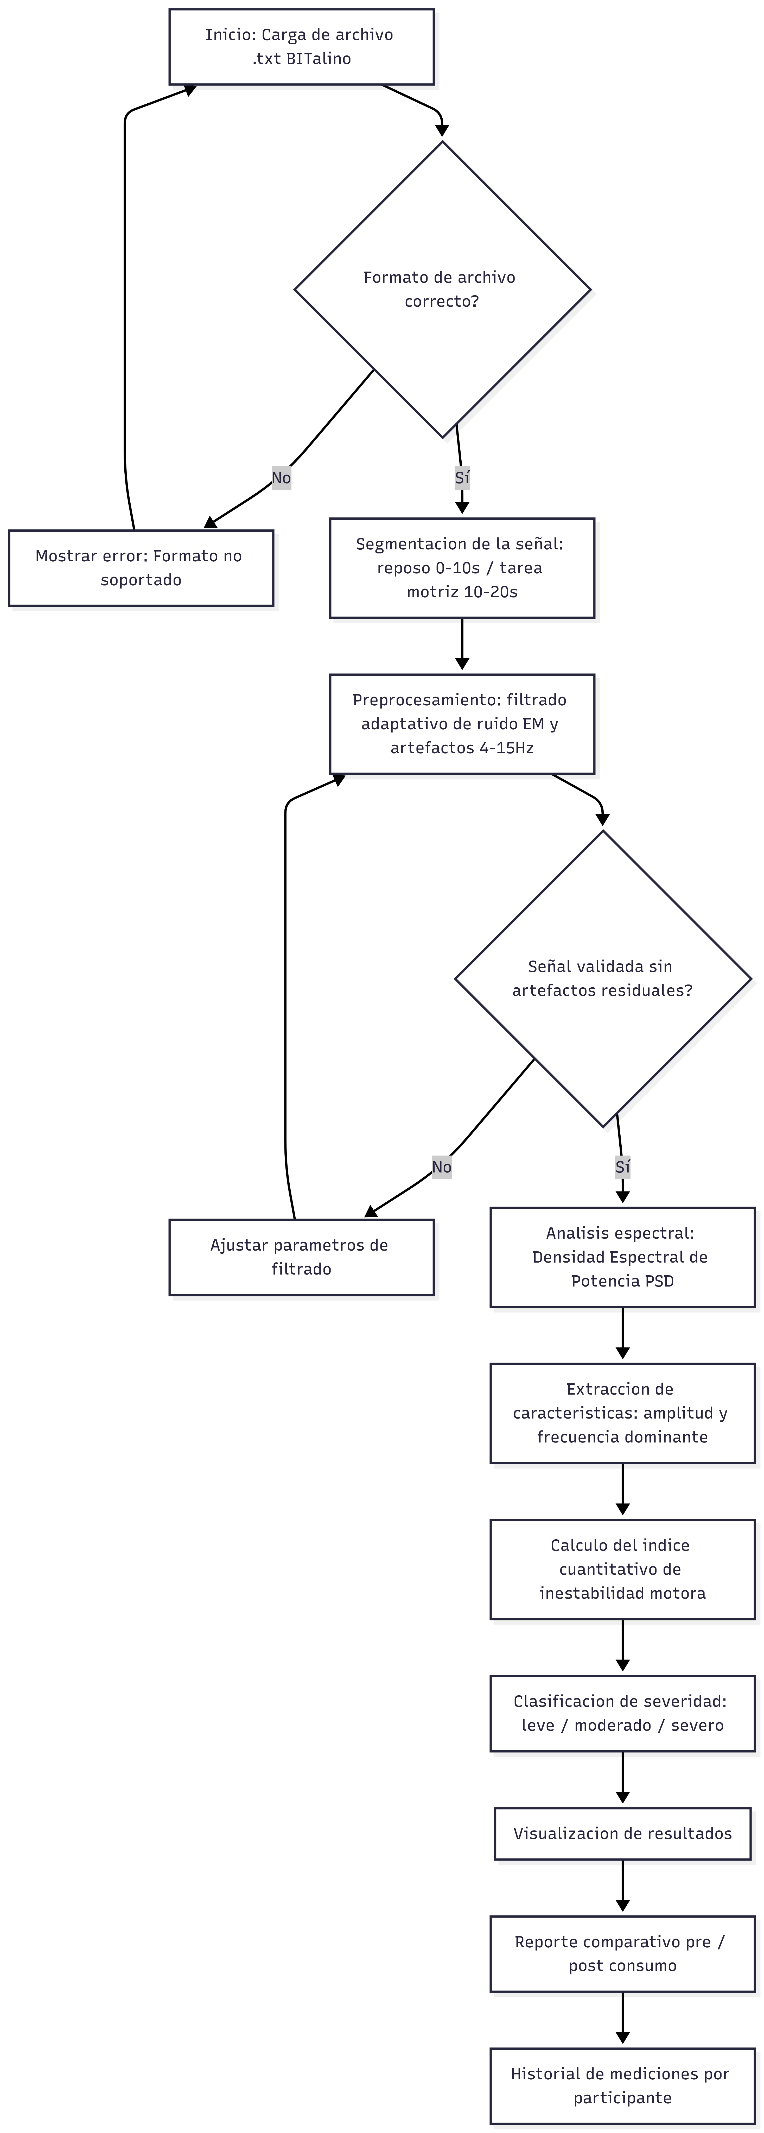 Inicio: Carga de archivo
.txt BITalino
Formato de archivo
correcto?
No
Sí
Mostrar error: Formato no
soportado
Segmentacion de la señal:
reposo 0-10s / tarea
motriz 10-20s
Preprocesamiento: filtrado
adaptativo de ruido EM y
artefactos 4-15Hz
Señal validada sin
artefactos residuales?
No
Sí
Ajustar parametros de
filtrado
Analisis espectral:
Densidad Espectral de
Potencia PSD
Extraccion de
caracteristicas: amplitud y
frecuencia dominante
Calculo del indice
cuantitativo de
inestabilidad motora
Clasificacion de severidad:
leve / moderado / severo
Visualizacion de resultados
Reporte comparativo pre /
post consumo
Historial de mediciones por
participante